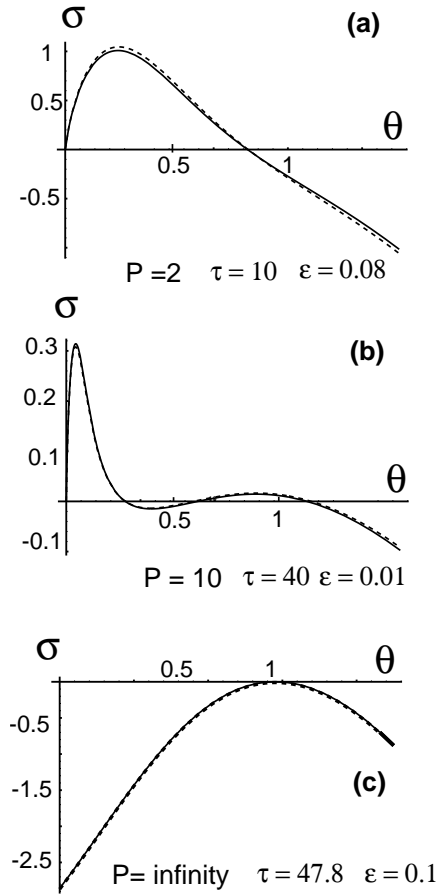 σ
(a)
1
θ
0.5
0.5
1
-0.5
P =2 τ = 10 ε = 0.08
σ
0.3
(b)
0.2
0.1
θ
0.5
1
-0.1
P = 10 τ = 40 ε = 0.01
σ
0.5
1
θ
-0.5
-1.5
(c)
-2.5
P= infinity τ = 47.8 ε = 0.1